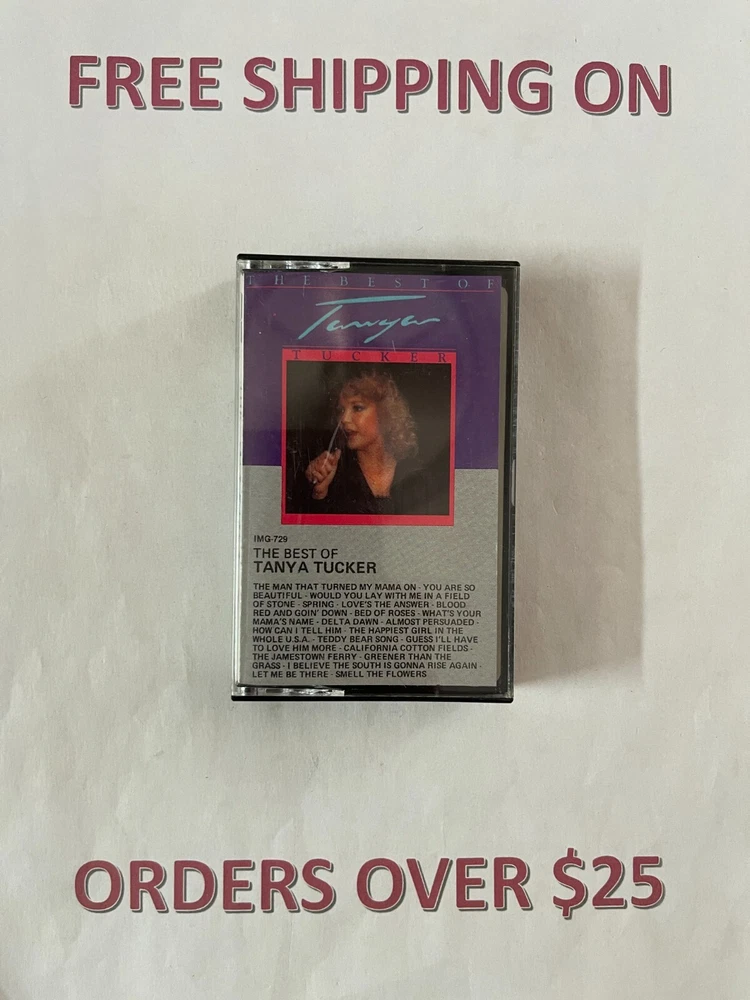 FREE SHIPPING ON
THE BEST OF
Tanya
TUCKER
IMG-729
THE BEST OF
TANYA TUCKER
THE MAN THAT TURNED MY MAMA ON - YOU ARE SO
BEAUTIFUL - WOULD YOU LAY WITH ME IN A FIELD
OF STONE - SPRING - LOVE'S THE ANSWER - BLOOD
RED AND GOIN' DOWN - BED OF ROSES - WHAT'S YOUR
MAMA'S NAME - DELTA DAWN - ALMOST PERSUADED -
HOW CAN I TELL HIM - THE HAPPIEST GIRL IN THE
WHOLE U.S.A. - TEDDY BEAR SONG - GUESS I'LL HAVE
TO LOVE HIM MORE - CALIFORNIA COTTON FIELDS -
THE JAMESTOWN FERRY - GREENER THAN THE
GRASS - I BELIEVE THE SOUTH IS GONNA RISE AGAIN -
LET ME BE THERE - SMELL THE FLOWERS
ORDERS OVER $25